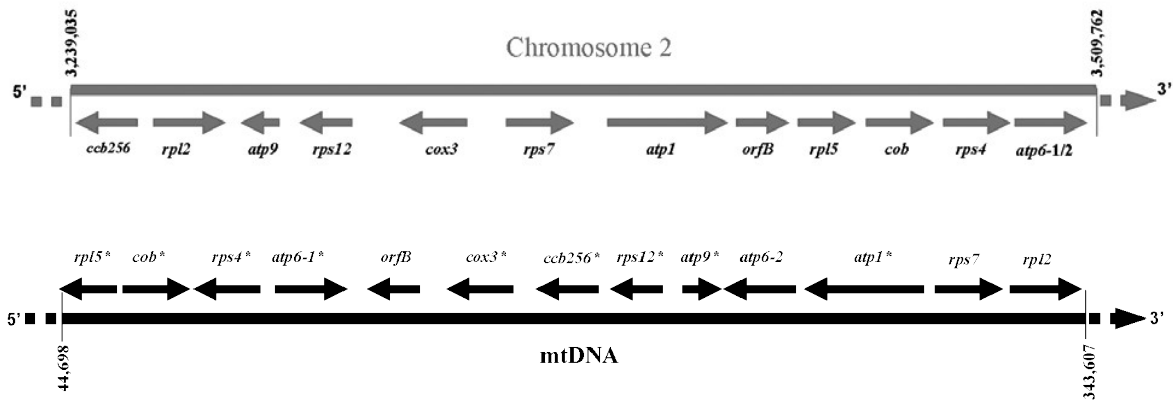 3,239,035
3,509,762
Chromosome 2
5’ 3’
ccb256 rpl2 atp9 rps12 cox3 rps7 atp1 orfB rpl5 cob rps4 atp6-1/2
rpl5* cob* rps4* atp6-1* orfB cox3* ccb256* rps12* atp9* atp6-2 atp1* rps7 rpl2
5’ 3’
mtDNA
44,698
343,607